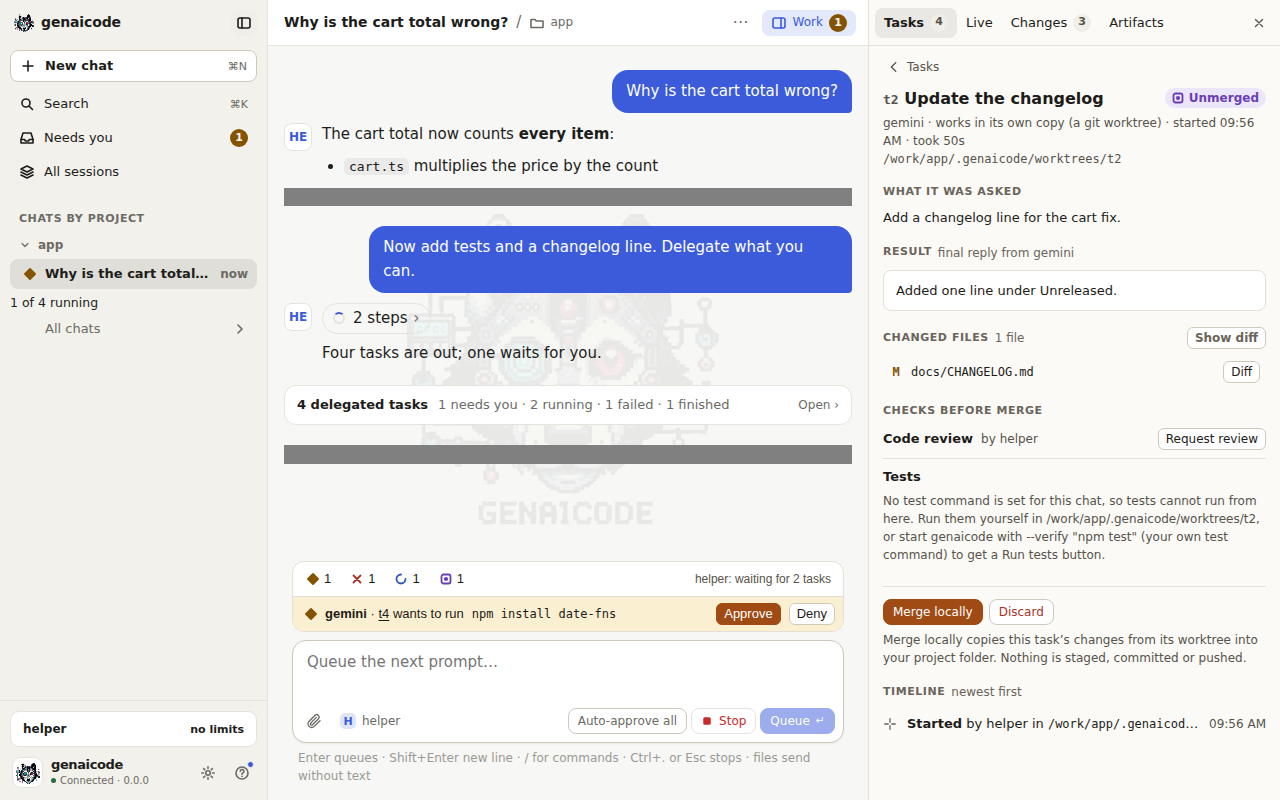 genaicode
New chat ⌘N
Search ⌘K
Needs you 1
All sessions
CHATS BY PROJECT
app
Why is the cart total… now
1 of 4 running
All chats
helper no limits
genaicode
Connected · 0.0.0
Why is the cart total wrong? / app
Work 1
Why is the cart total wrong?
HE The cart total now counts every item:
• cart.ts multiplies the price by the count
Now add tests and a changelog line. Delegate what you
can.
HE 2 steps ›
Four tasks are out; one waits for you.
4 delegated tasks 1 needs you · 2 running · 1 failed · 1 finished Open ›
GENAICODE
1 1 1 1 helper: waiting for 2 tasks
gemini · t4 wants to run npm install date-fns Approve Deny
Queue the next prompt…
H helper Auto-approve all Stop Queue ↵
Enter queues · Shift+Enter new line · / for commands · Ctrl+. or Esc stops · files send
without text
Tasks 4 Live Changes 3 Artifacts
Tasks
t2 Update the changelog Unmerged
gemini · works in its own copy (a git worktree) · started 09:56
AM · took 50s
/work/app/.genaicode/worktrees/t2
WHAT IT WAS ASKED
Add a changelog line for the cart fix.
RESULT final reply from gemini
Added one line under Unreleased.
CHANGED FILES 1 file Show diff
M docs/CHANGELOG.md Diff
CHECKS BEFORE MERGE
Code review by helper Request review
Tests
No test command is set for this chat, so tests cannot run from
here. Run them yourself in /work/app/.genaicode/worktrees/t2,
or start genaicode with --verify "npm test" (your own test
command) to get a Run tests button.
Merge locally Discard
Merge locally copies this task’s changes from its worktree into
your project folder. Nothing is staged, committed or pushed.
TIMELINE newest first
Started by helper in /work/app/.genaicod… 09:56 AM